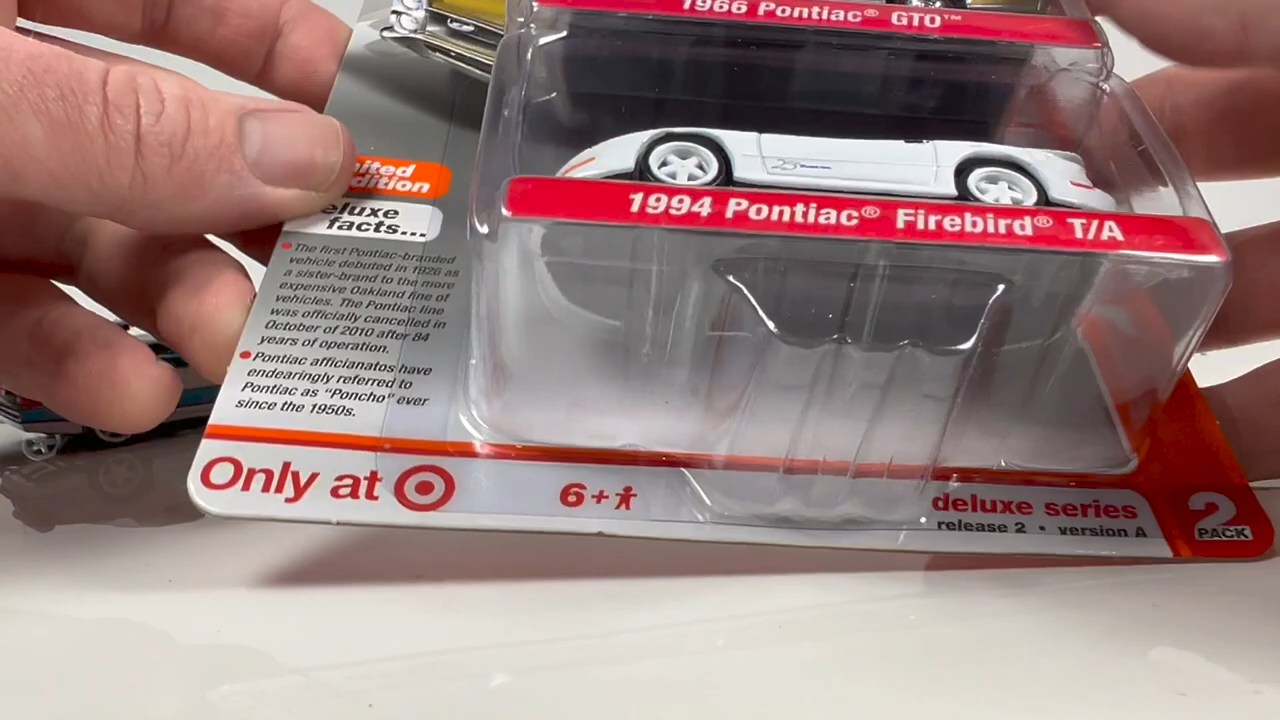 1966 Pontiac® GTO™
1994 Pontiac® Firebird® T/A
25
facts...
• The first Pontiac-branded
vehicle debuted in 1926 as
a sister-brand to the more
expensive Oakland line of
vehicles. The Pontiac line
was officially cancelled in
October of 2010 after 84
years of operation.
• Pontiac afficianatos have
endearingly referred to
Pontiac as "Poncho" ever
since the 1950s.
Only at
6+
deluxe series
release 2 • version A
2
PACK